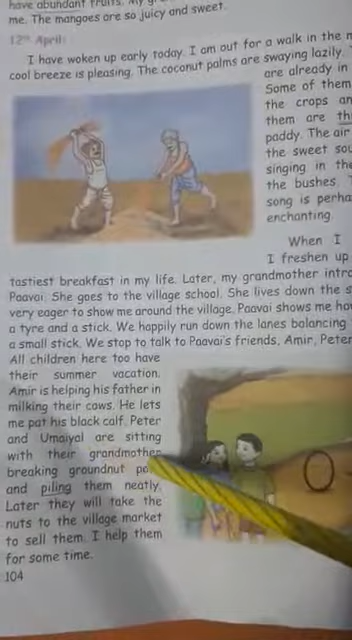 have abundant fruits. My
me. The mangoes are so juicy and sweet.
12th April:
I have woken up early today. I am out for a walk in the
cool breeze is pleasing. The coconut palms are swaying lazily.
are already in
Some of them
the crops an
them are th
paddy. The air
the sweet sou
singing in the
the bushes.
song is perha
enchanting.
When I
I freshen up
tastiest breakfast in my life. Later, my grandmother intro
Paavai. She goes to the village school. She lives down the s
very eager to show me around the village. Paavai shows me ho
a tyre and a stick. We happily run down the lanes balancing
a small stick. We stop to talk to Paavai's friends, Amir, Peter
All children here too have
their summer vacation.
Amir is helping his father in
milking their cows. He lets
me pat his black calf. Peter
and Umaiyal are sitting
with their grandmother
breaking groundnut po
and piling them neatly.
Later they will take the
nuts to the village market
to sell them. I help them
for some time.
104